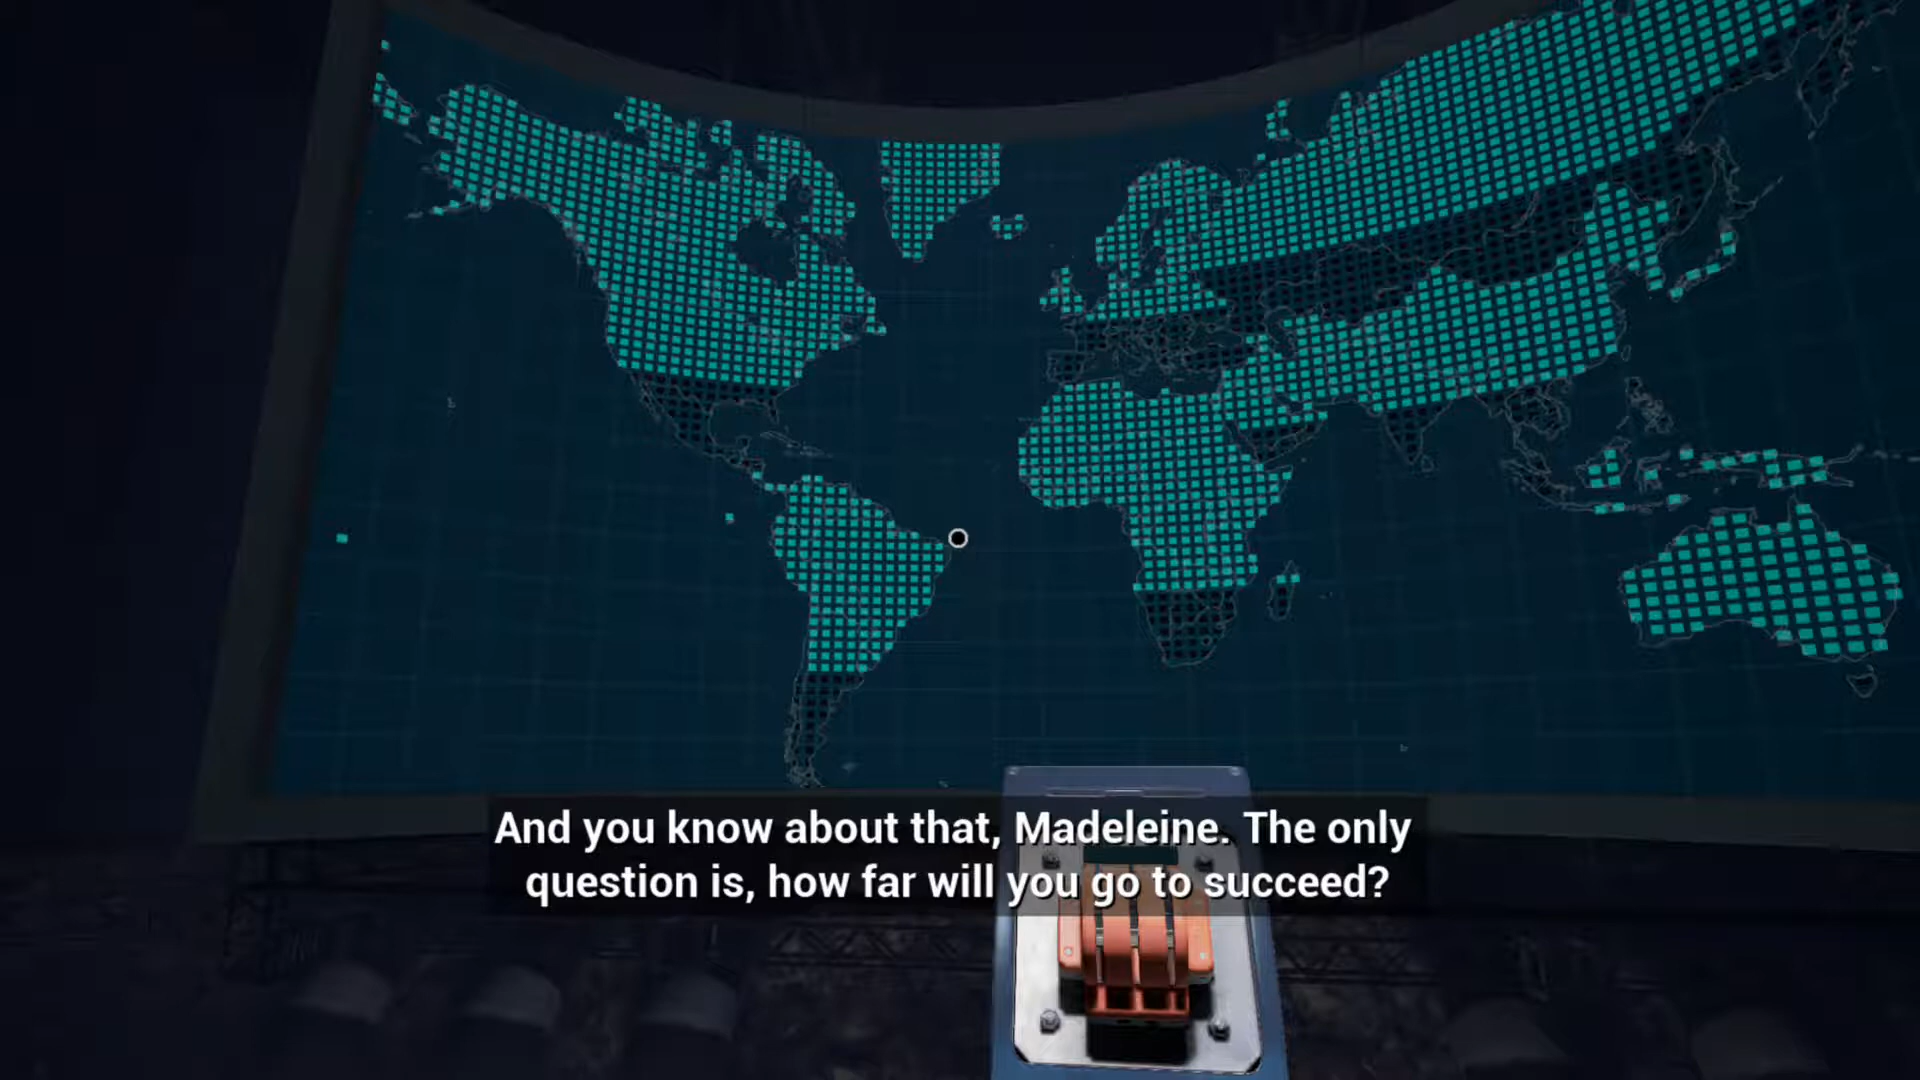 And you know about that, Madeleine. The only
question is, how far will you go to succeed?